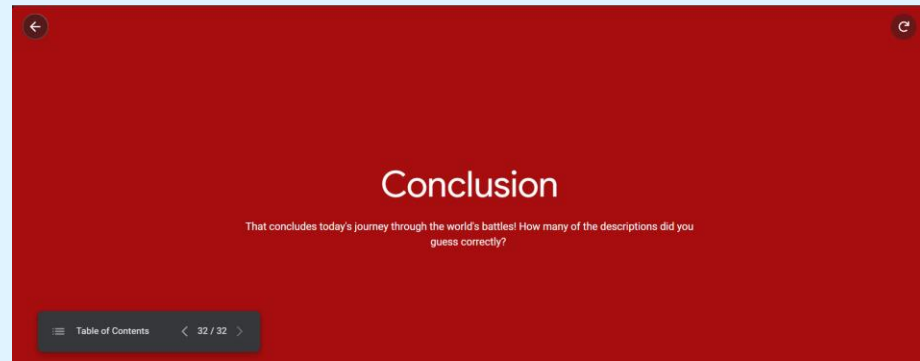 Conclusion
That concludes today's journey through the world's battles! How many of the descriptions did you
guess correctly?
Table of Contents 32 / 32